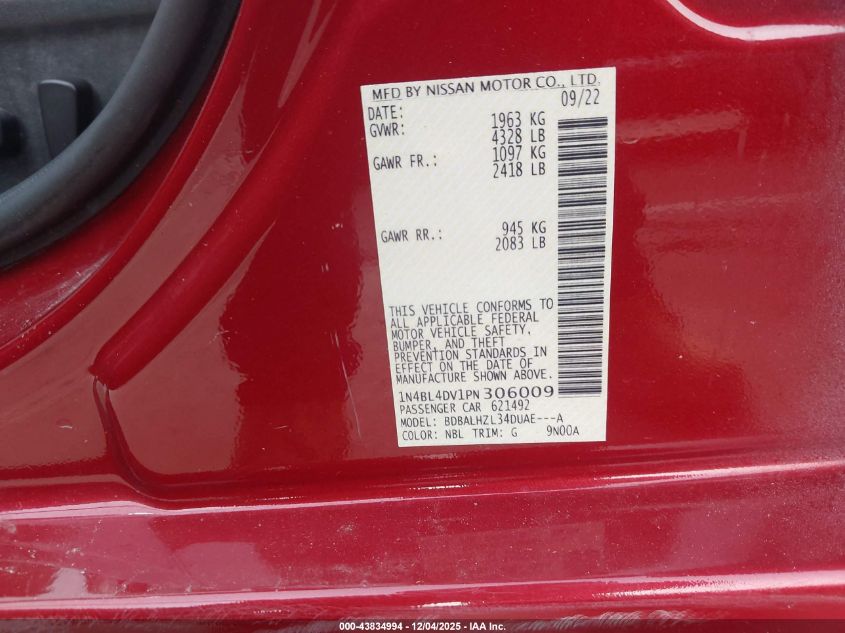 MFD BY NISSAN MOTOR CO., LTD.
DATE: 09/22
GVWR: 1963 KG
4328 LB
GAWR FR.: 1097 KG
2418 LB
GAWR RR.: 945 KG
2083 LB
THIS VEHICLE CONFORMS TO
ALL APPLICABLE FEDERAL
MOTOR VEHICLE SAFETY,
BUMPER, AND THEFT
PREVENTION STANDARDS IN
EFFECT ON THE DATE OF
MANUFACTURE SHOWN ABOVE.
1N4BL4DV1PN306009
PASSENGER CAR 621492
MODEL: BDBALHZL34DUAE---A
COLOR: NBL TRIM: G 9N00A
000-43834994 - 12/04/2025 - IAA Inc.